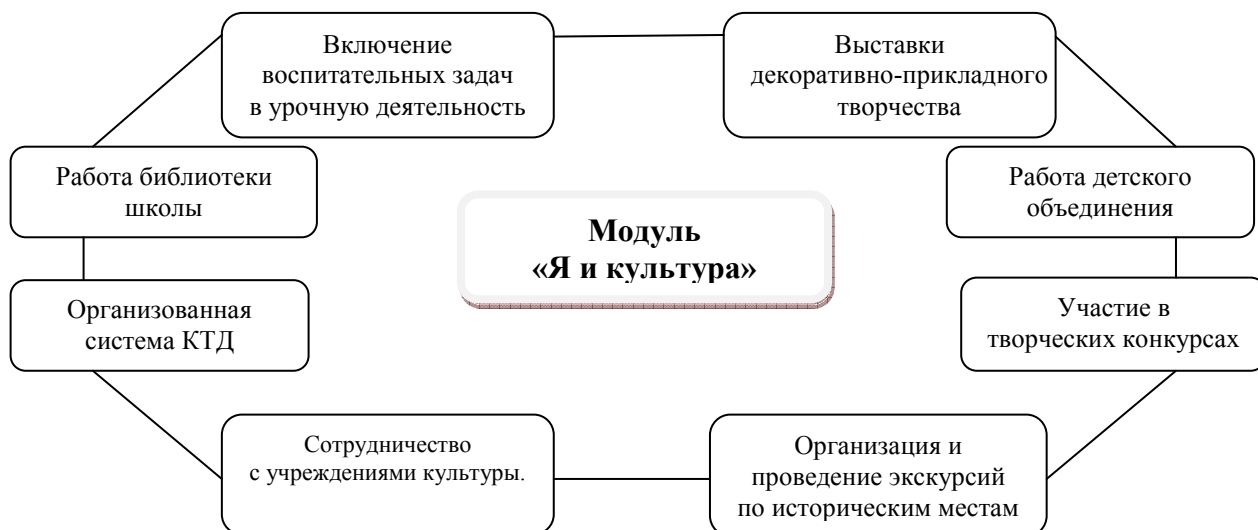 Включение
воспитательных задач
в урочную деятельность
Выставки
декоративно-прикладного
творчества
Работа библиотеки
школы
Работа детского
объединения
Модуль
«Я и культура»
Организованная
система КТД
Участие в
творческих конкурсах
Сотрудничество
с учреждениями культуры.
Организация и
проведение экскурсий
по историческим местам